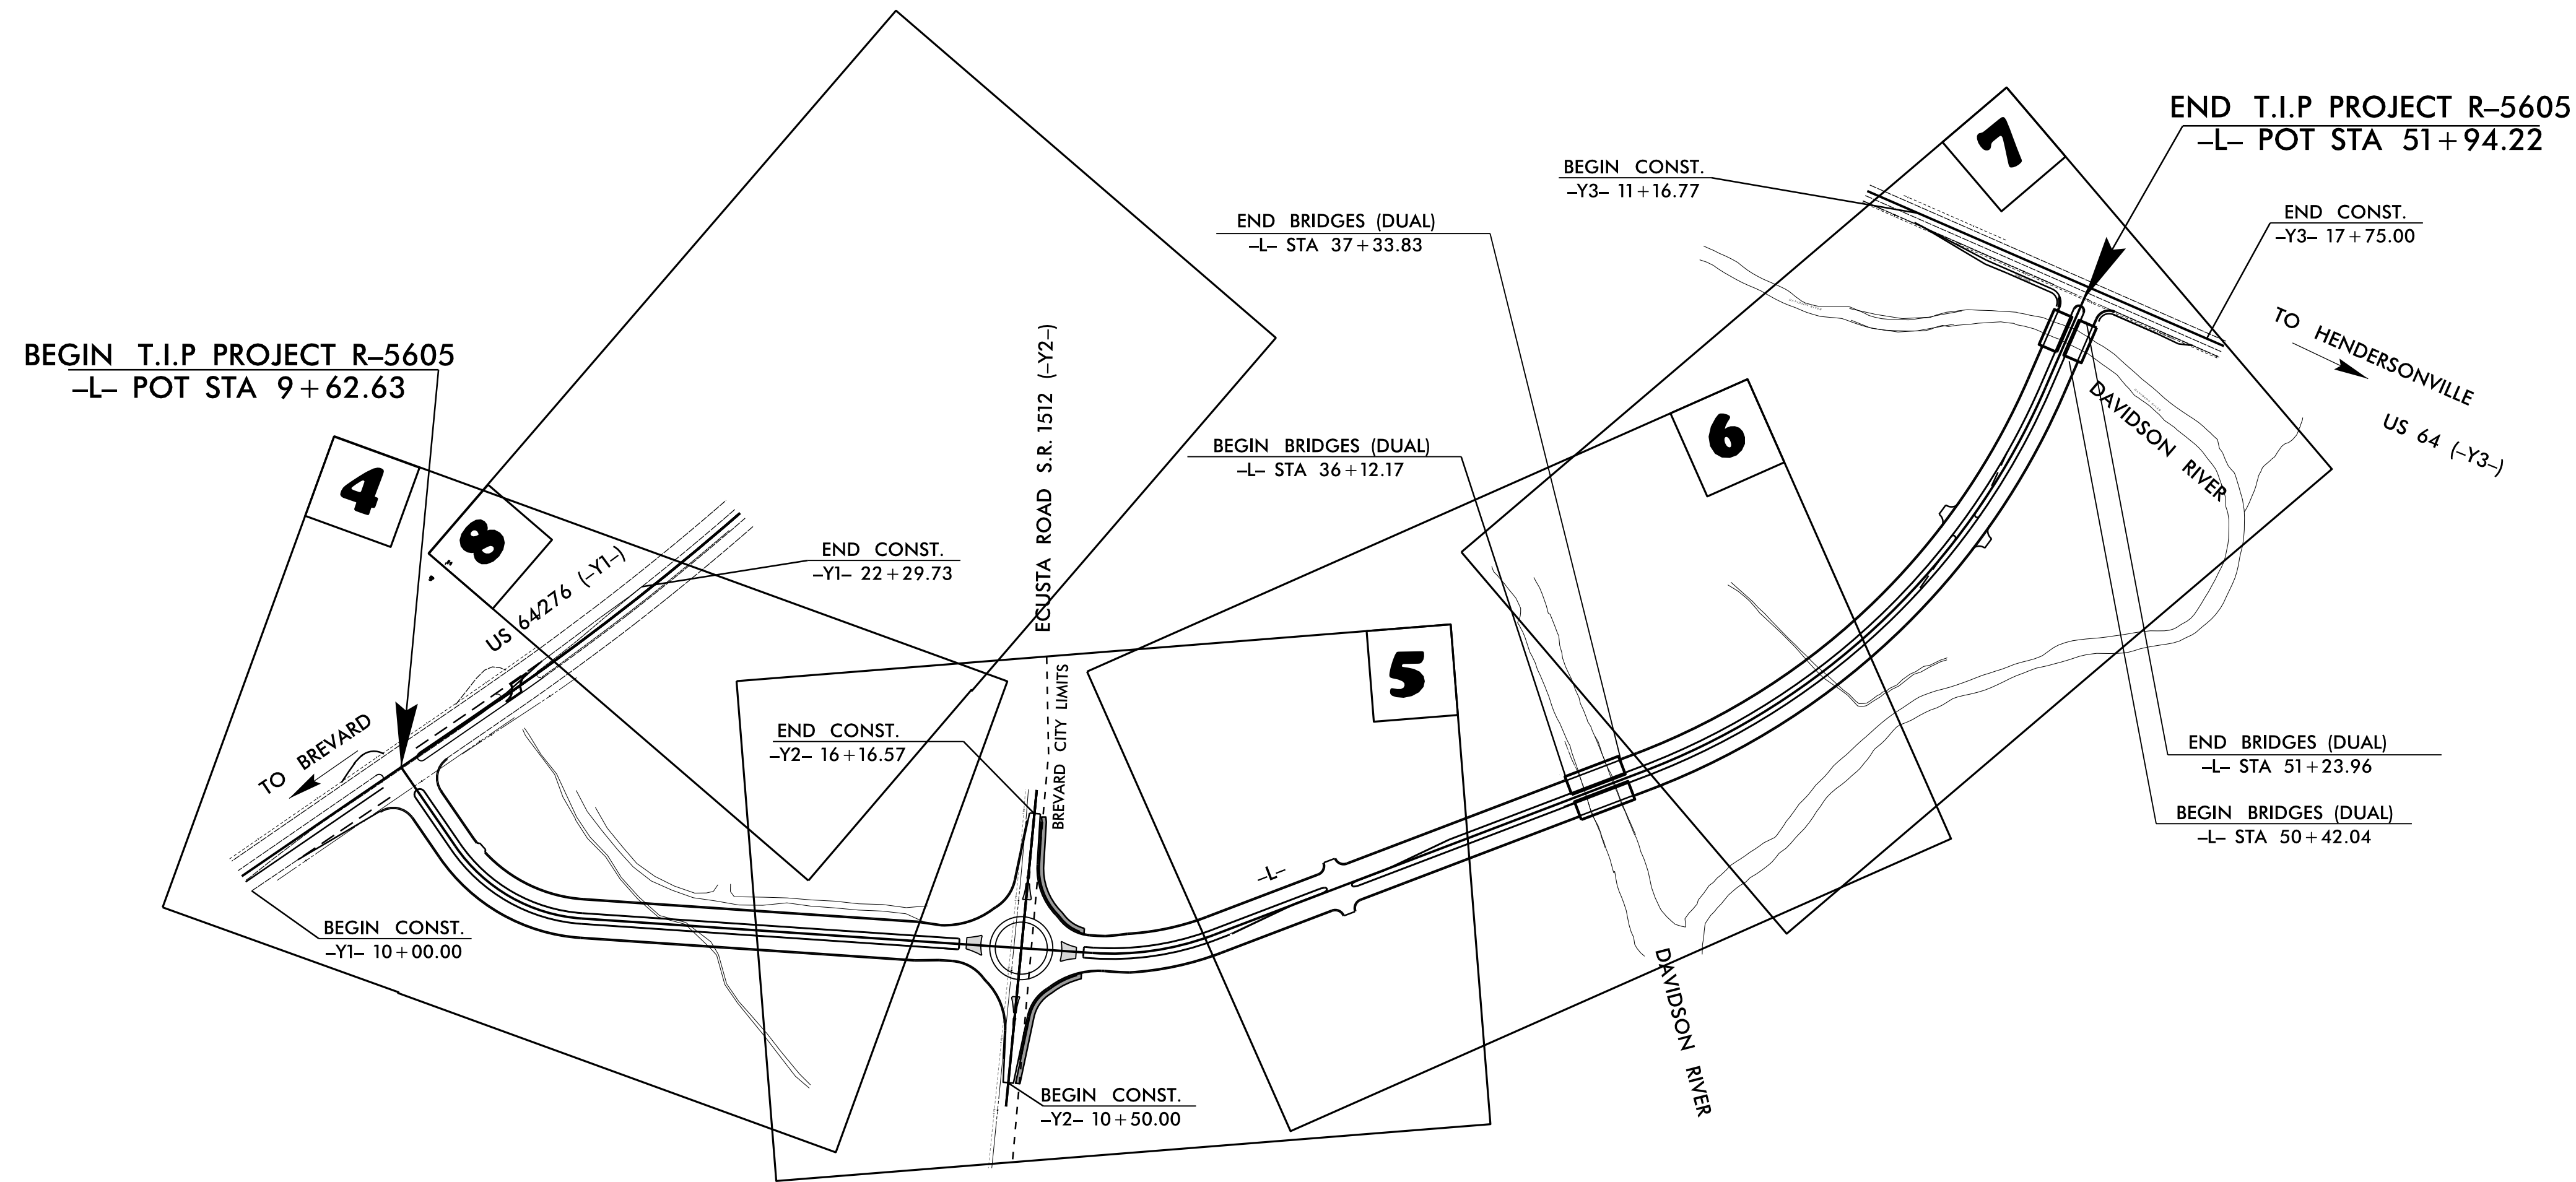 END T.I.P PROJECT R–5605
–L– POT STA 51+94.22
7
BEGIN CONST.
–Y3– 11+16.77
END CONST.
–Y3– 17+75.00
END BRIDGES (DUAL)
–L– STA 37+33.83
TO HENDERSONVILLE
US 64 (–Y3–)
DAVIDSON RIVER
BEGIN T.I.P PROJECT R–5605
–L– POT STA 9+62.63
ECUSTA ROAD S.R. 1512 (–Y2–)
BEGIN BRIDGES (DUAL)
–L– STA 36+12.17
6
4
8
US 64/276 (–Y1–)
END CONST.
–Y1– 22+29.73
5
TO BREVARD
END CONST.
–Y2– 16+16.57
BREVARD CITY LIMITS
END BRIDGES (DUAL)
–L– STA 51+23.96
BEGIN BRIDGES (DUAL)
–L– STA 50+42.04
–L–
BEGIN CONST.
–Y1– 10+00.00
DAVIDSON RIVER
BEGIN CONST.
–Y2– 10+50.00